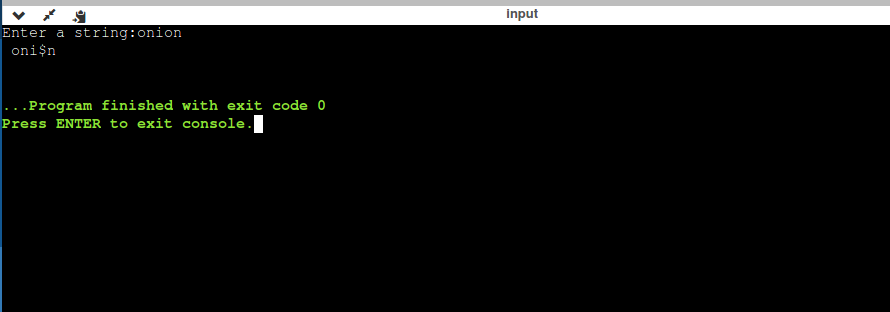 input
Enter a string:onion
 oni$n
...Program finished with exit code 0
Press ENTER to exit console.